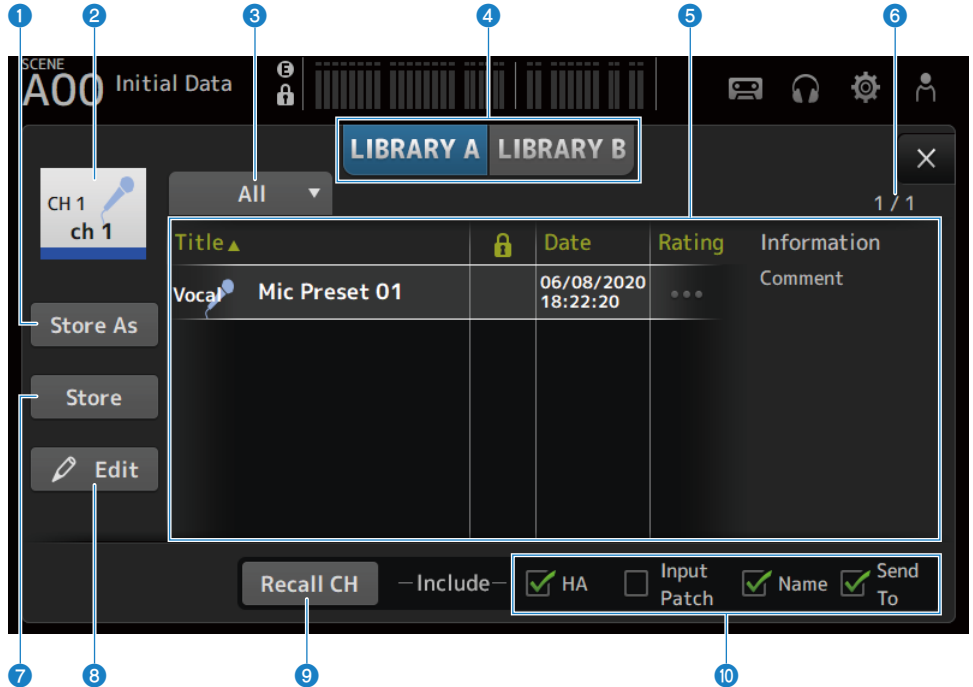 1 2 3 4 5 6
SCENE
A00 Initial Data
E
LIBRARY A LIBRARY B
CH 1
ch 1
All ▼
1 / 1
Title▲ Date Rating Information
Vocal Mic Preset 01 06/08/2020
18:22:20
Comment
Store As
Store
Edit
Recall CH
Include
HA
Input
Patch
Name
Send
To
7 8 9 10